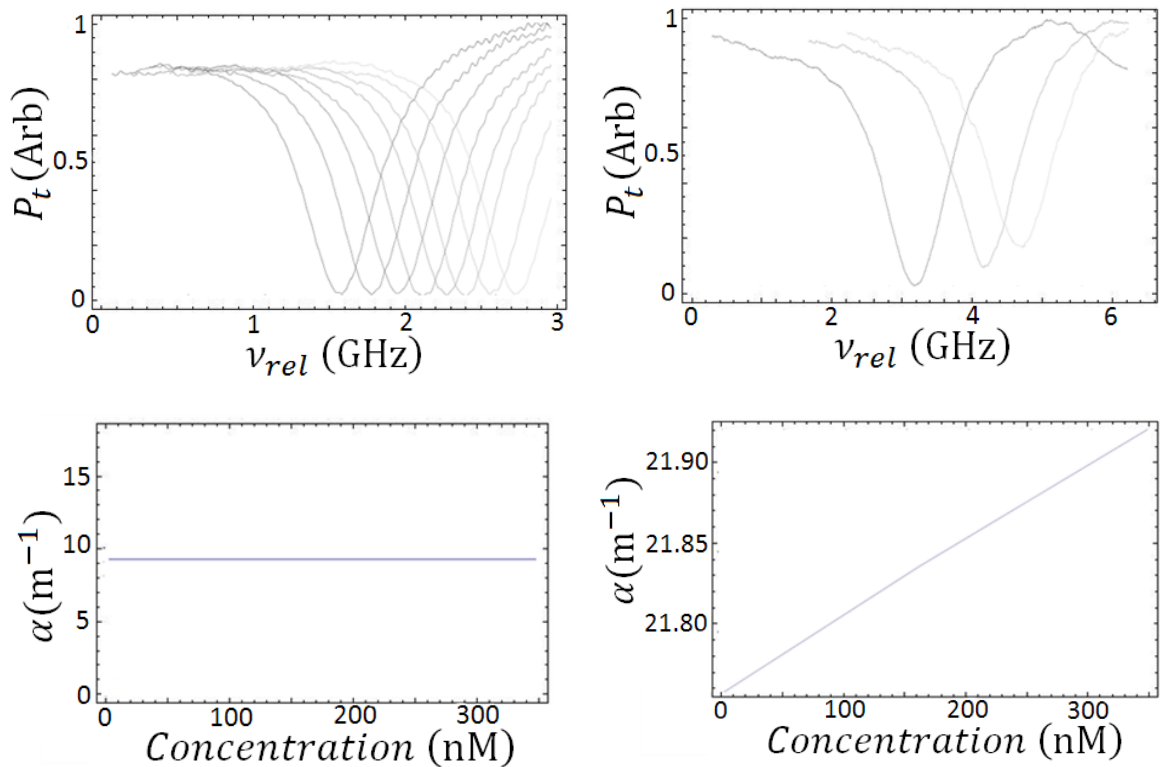 1
0.5
0
P_t (Arb)
0 1 2 3
ν_rel (GHz)
1
0.5
0
P_t (Arb)
0 2 4 6
ν_rel (GHz)
15
10
5
0
α(m⁻¹)
0 100 200 300
Concentration (nM)
21.90
21.85
21.80
α(m⁻¹)
0 100 200 300
Concentration (nM)